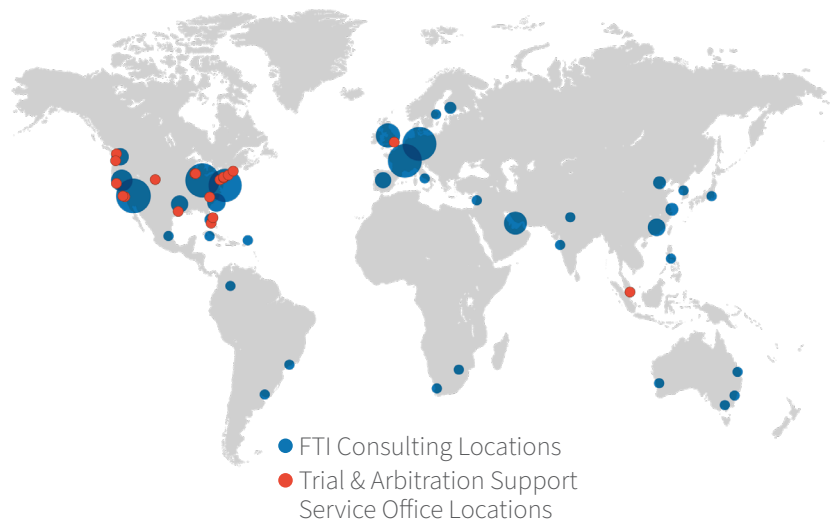 FTI Consulting Locations
Trial & Arbitration Support
Service Office Locations